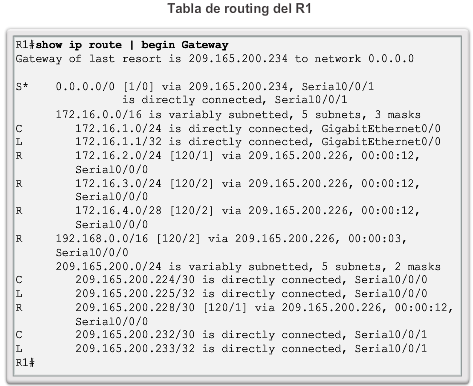 Tabla de routing del R1
R1#show ip route | begin Gateway
Gateway of last resort is 209.165.200.234 to network 0.0.0.0
S* 0.0.0.0/0 [1/0] via 209.165.200.234, Serial0/0/1
is directly connected, Serial0/0/1
172.16.0.0/16 is variably subnetted, 5 subnets, 3 masks
C 172.16.1.0/24 is directly connected, GigabitEthernet0/0
L 172.16.1.1/32 is directly connected, GigabitEthernet0/0
R 172.16.2.0/24 [120/1] via 209.165.200.226, 00:00:12,
Serial0/0/0
R 172.16.3.0/24 [120/2] via 209.165.200.226, 00:00:12,
Serial0/0/0
R 172.16.4.0/28 [120/2] via 209.165.200.226, 00:00:12,
Serial0/0/0
R 192.168.0.0/16 [120/2] via 209.165.200.226, 00:00:03,
Serial0/0/0
209.165.200.0/24 is variably subnetted, 5 subnets, 2 masks
C 209.165.200.224/30 is directly connected, Serial0/0/0
L 209.165.200.225/32 is directly connected, Serial0/0/0
R 209.165.200.228/30 [120/1] via 209.165.200.226, 00:00:12,
Serial0/0/0
C 209.165.200.232/30 is directly connected, Serial0/0/1
L 209.165.200.233/32 is directly connected, Serial0/0/1
R1#